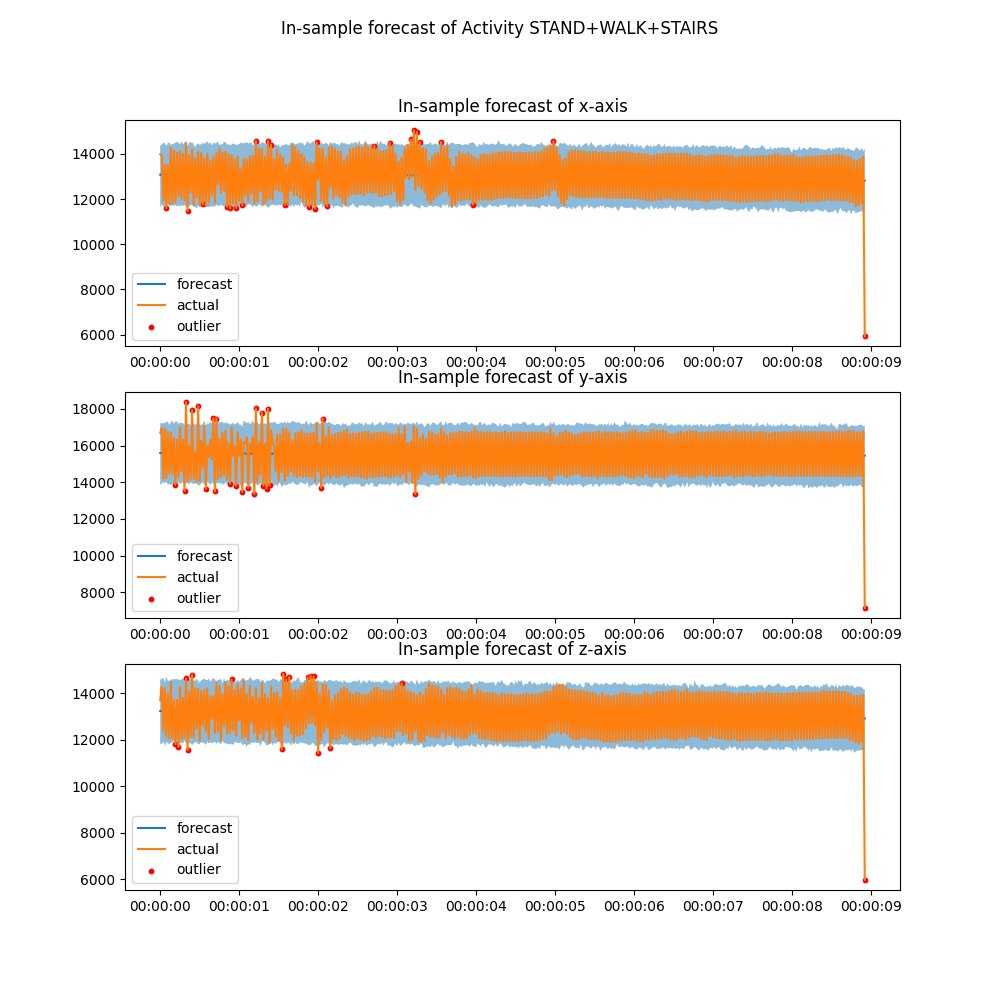 In-sample forecast of Activity STAND+WALK+STAIRS
In-sample forecast of x-axis
14000
12000
10000
8000
6000
forecast
actual
outlier
00:00:00 00:00:01 00:00:02 00:00:03 00:00:04 00:00:05 00:00:06 00:00:07 00:00:08 00:00:09
In-sample forecast of y-axis
18000
16000
14000
12000
10000
8000
forecast
actual
outlier
00:00:00 00:00:01 00:00:02 00:00:03 00:00:04 00:00:05 00:00:06 00:00:07 00:00:08 00:00:09
In-sample forecast of z-axis
14000
12000
10000
8000
6000
forecast
actual
outlier
00:00:00 00:00:01 00:00:02 00:00:03 00:00:04 00:00:05 00:00:06 00:00:07 00:00:08 00:00:09